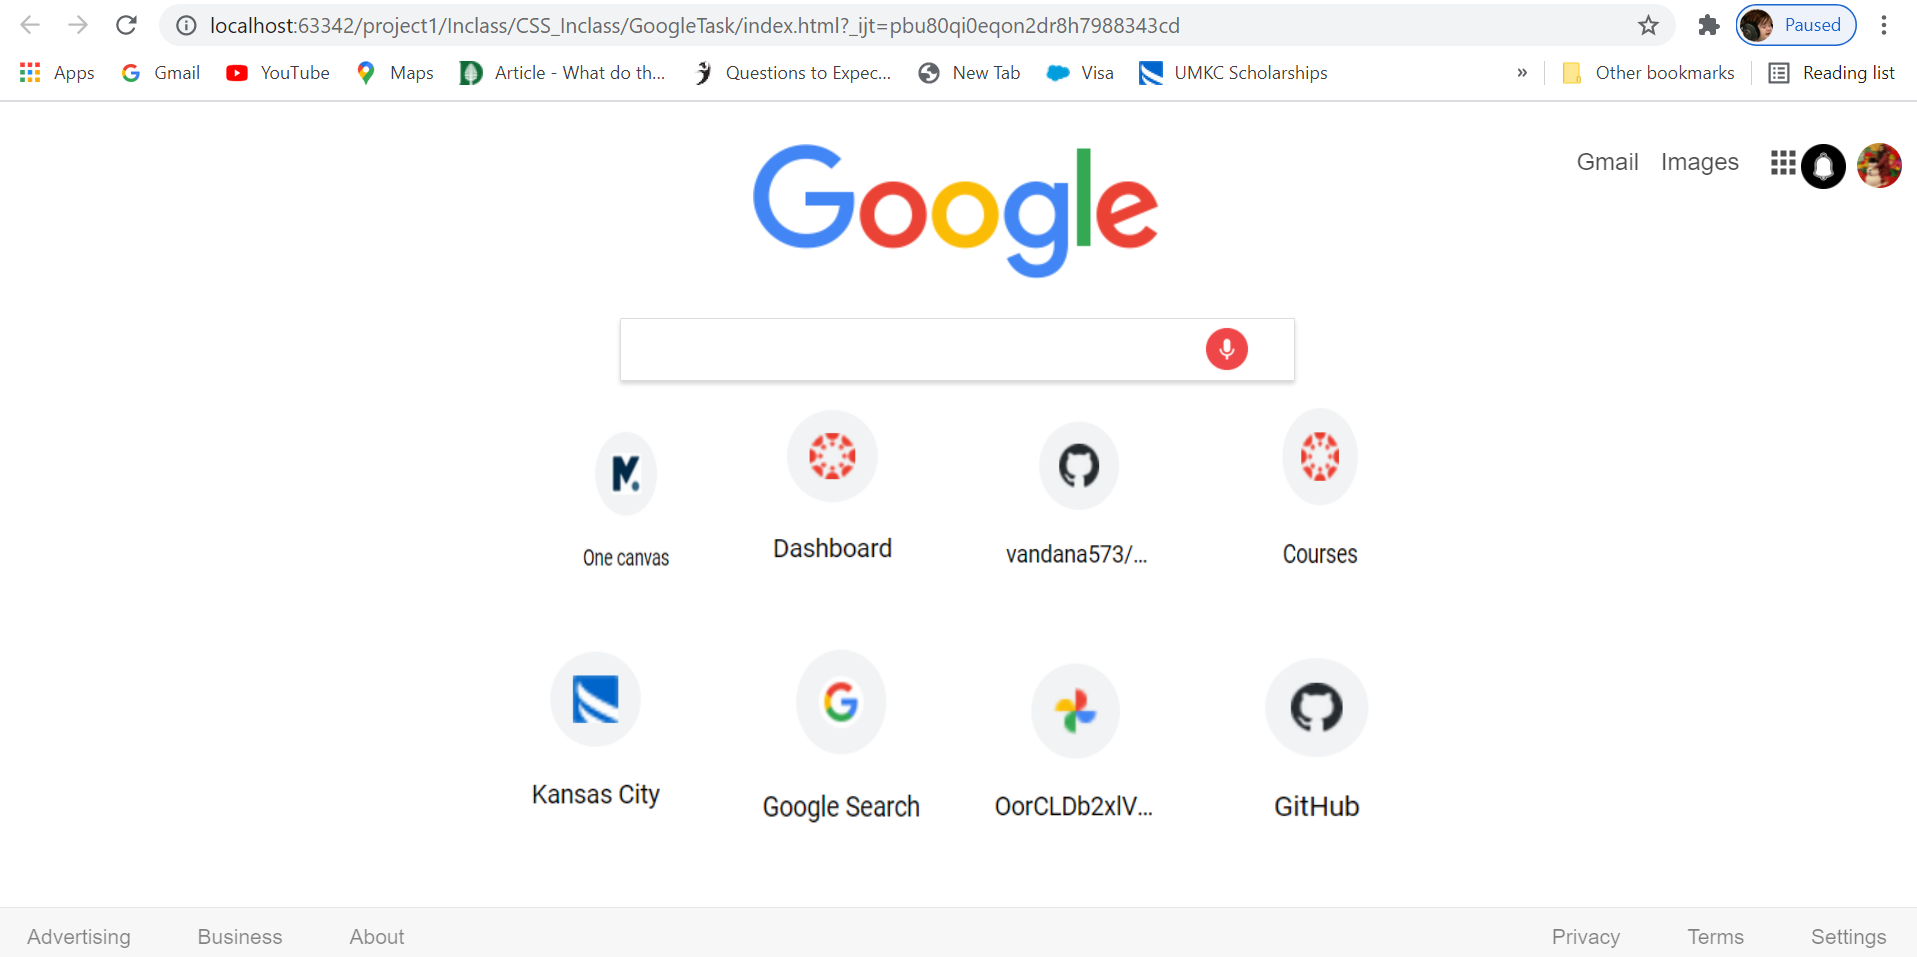 localhost:63342/project1/Inclass/CSS_Inclass/GoogleTask/index.html?_ijt=pbu80qi0eqon2dr8h7988343cd
Paused
Apps Gmail YouTube Maps Article - What do th... Questions to Expec... New Tab Visa UMKC Scholarships » Other bookmarks Reading list
Gmail Images
Google
One canvas Dashboard vandana573/... Courses
Kansas City Google Search OorCLDb2xlV... GitHub
Advertising Business About Privacy Terms Settings